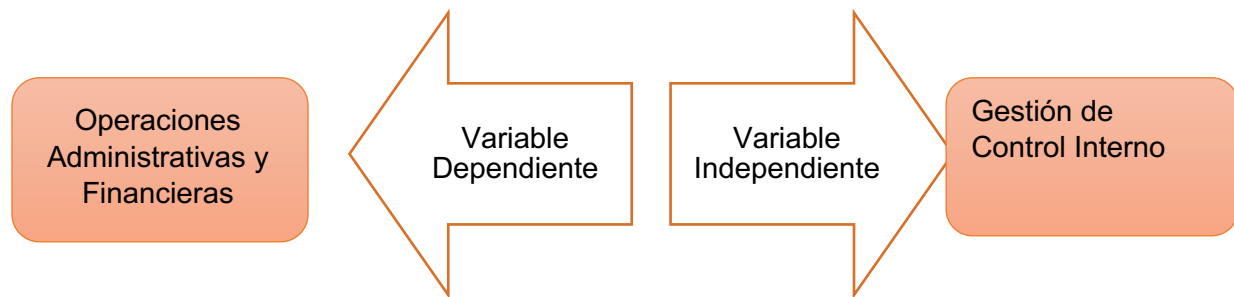 Operaciones
Administrativas y
Financieras
Variable
Dependiente
Variable
Independiente
Gestión de
Control Interno